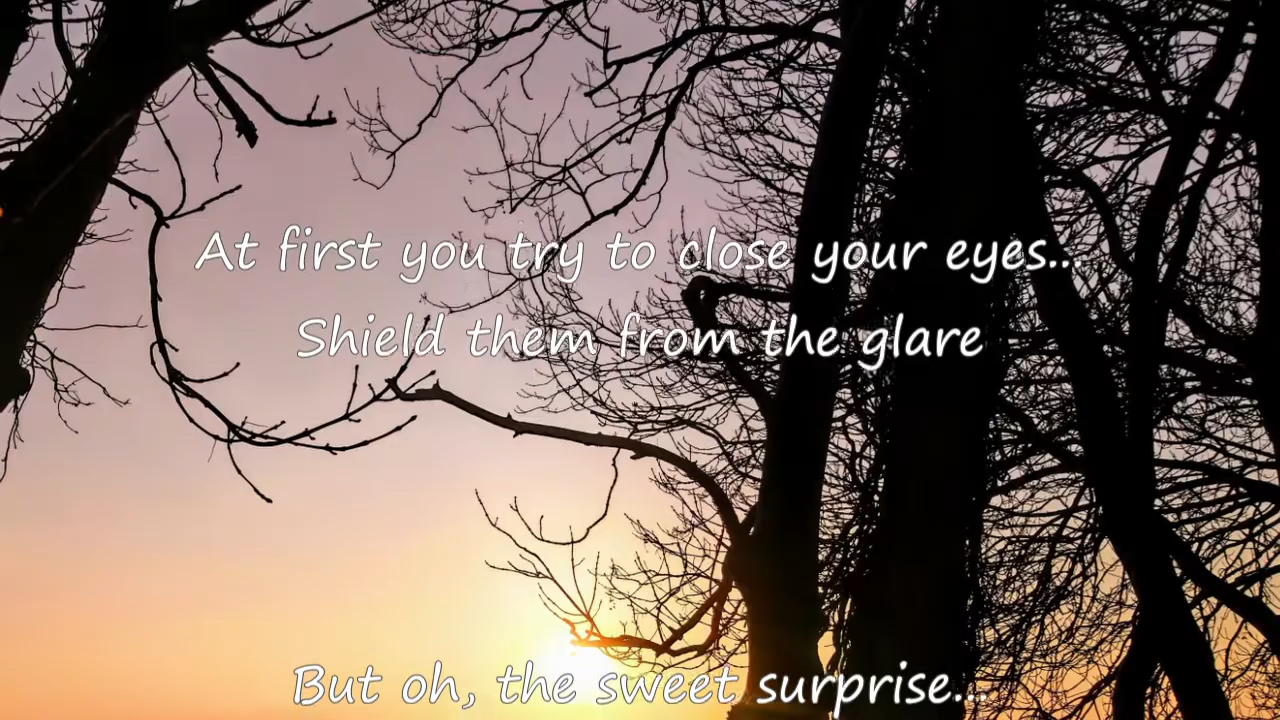 At first you try to close your eyes..
Shield them from the glare
But oh, the sweet surprise...